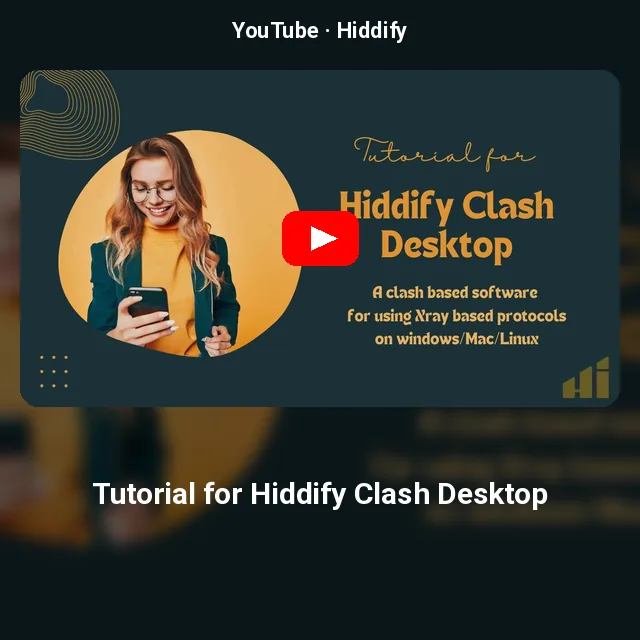 YouTube · Hiddify
Tutorial for
Hiddify Clash
Desktop
A clash based software
for using Xray based protocols
on windows/Mac/Linux
Hi
Tutorial for Hiddify Clash Desktop